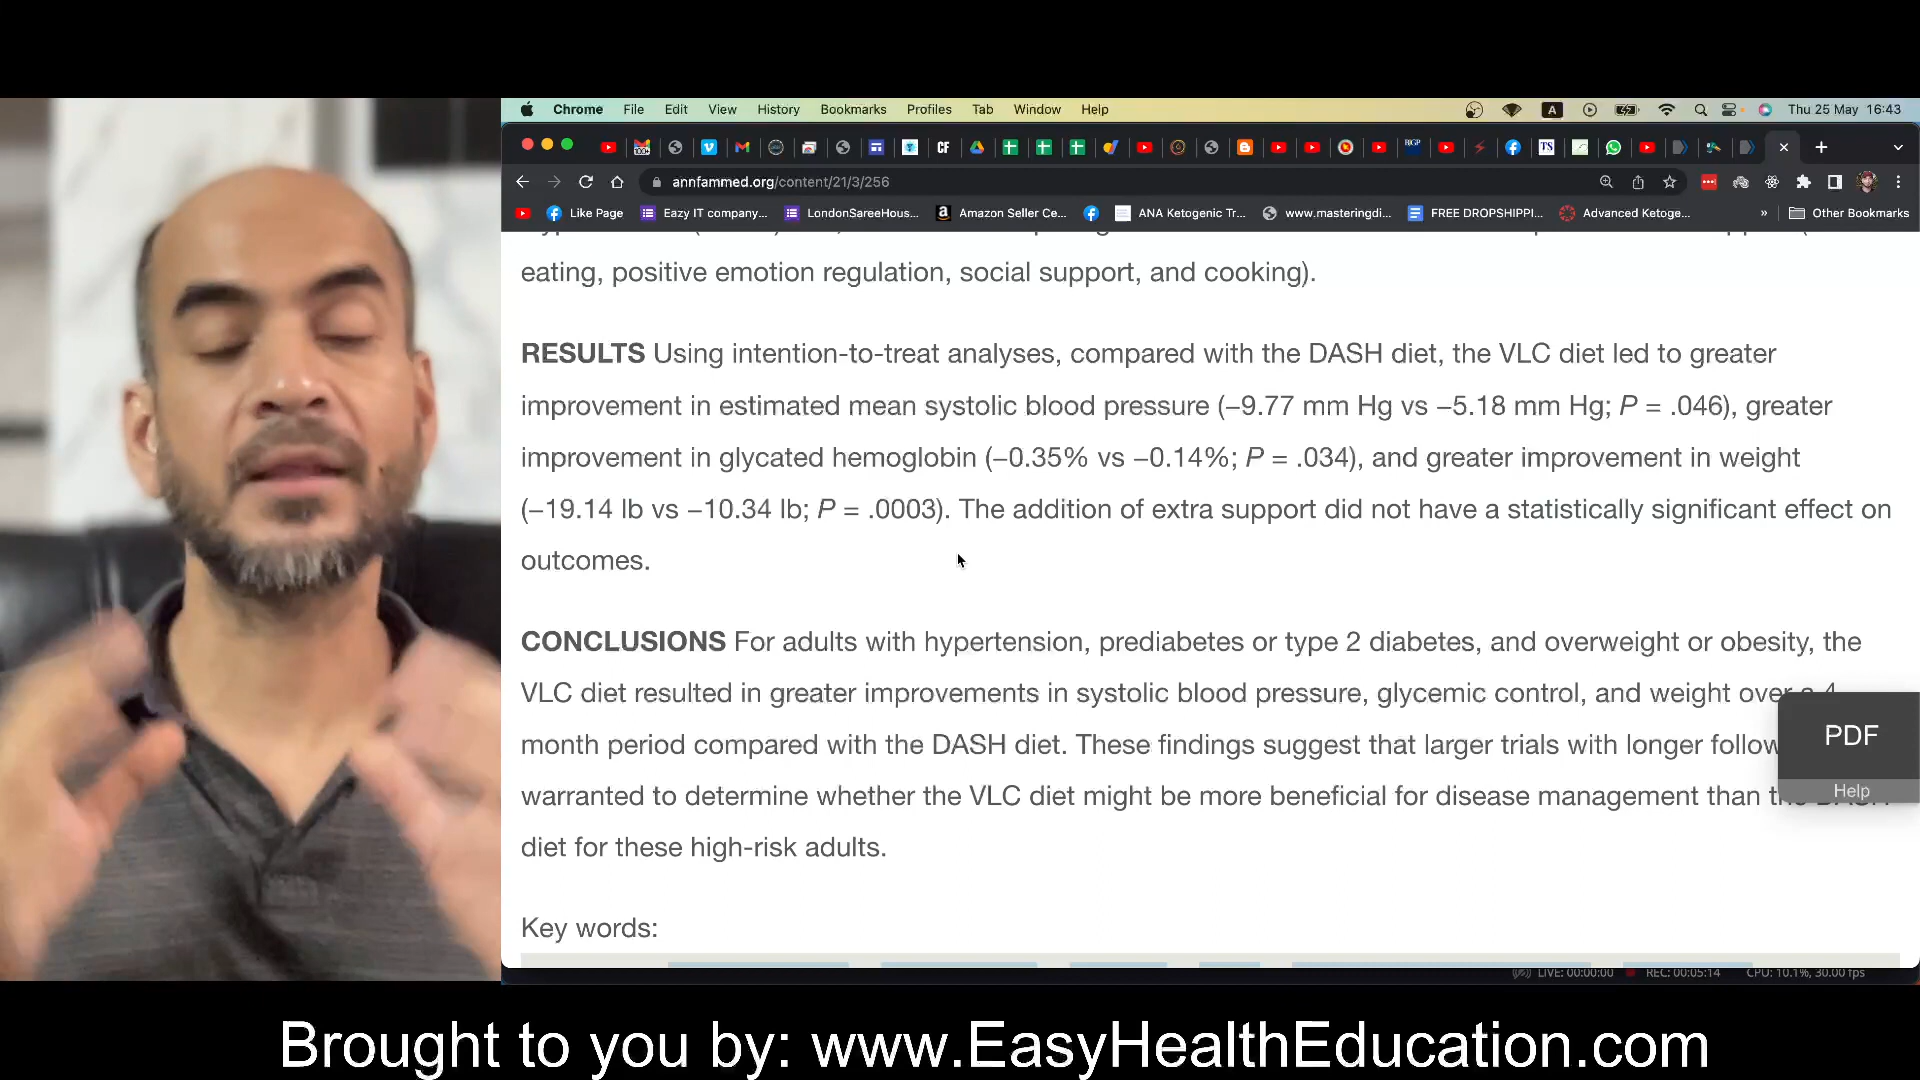 Chrome File Edit View History Bookmarks Profiles Tab Window Help A Thu 25 May 16:43
100+ CF BGP TS
annfammed.org/content/21/3/256
Like Page Eazy IT company... LondonSareeHous... a Amazon Seller Ce... ANA Ketogenic Tr... www.masteringdi... FREE DROPSHIPPI... Advanced Ketoge... » Other Bookmarks
eating, positive emotion regulation, social support, and cooking).
RESULTS Using intention-to-treat analyses, compared with the DASH diet, the VLC diet led to greater
improvement in estimated mean systolic blood pressure (−9.77 mm Hg vs −5.18 mm Hg; P = .046), greater
improvement in glycated hemoglobin (−0.35% vs −0.14%; P = .034), and greater improvement in weight
(−19.14 lb vs −10.34 lb; P = .0003). The addition of extra support did not have a statistically significant effect on
outcomes.
CONCLUSIONS For adults with hypertension, prediabetes or type 2 diabetes, and overweight or obesity, the
VLC diet resulted in greater improvements in systolic blood pressure, glycemic control, and weight over a 4-
month period compared with the DASH diet. These findings suggest that larger trials with longer follow
warranted to determine whether the VLC diet might be more beneficial for disease management than the DASH
diet for these high-risk adults.
PDF
Help
Key words:
LIVE: 00:00:00 REC: 00:05:14 CPU: 10.1%, 30.00 fps
Brought to you by: www.EasyHealthEducation.com